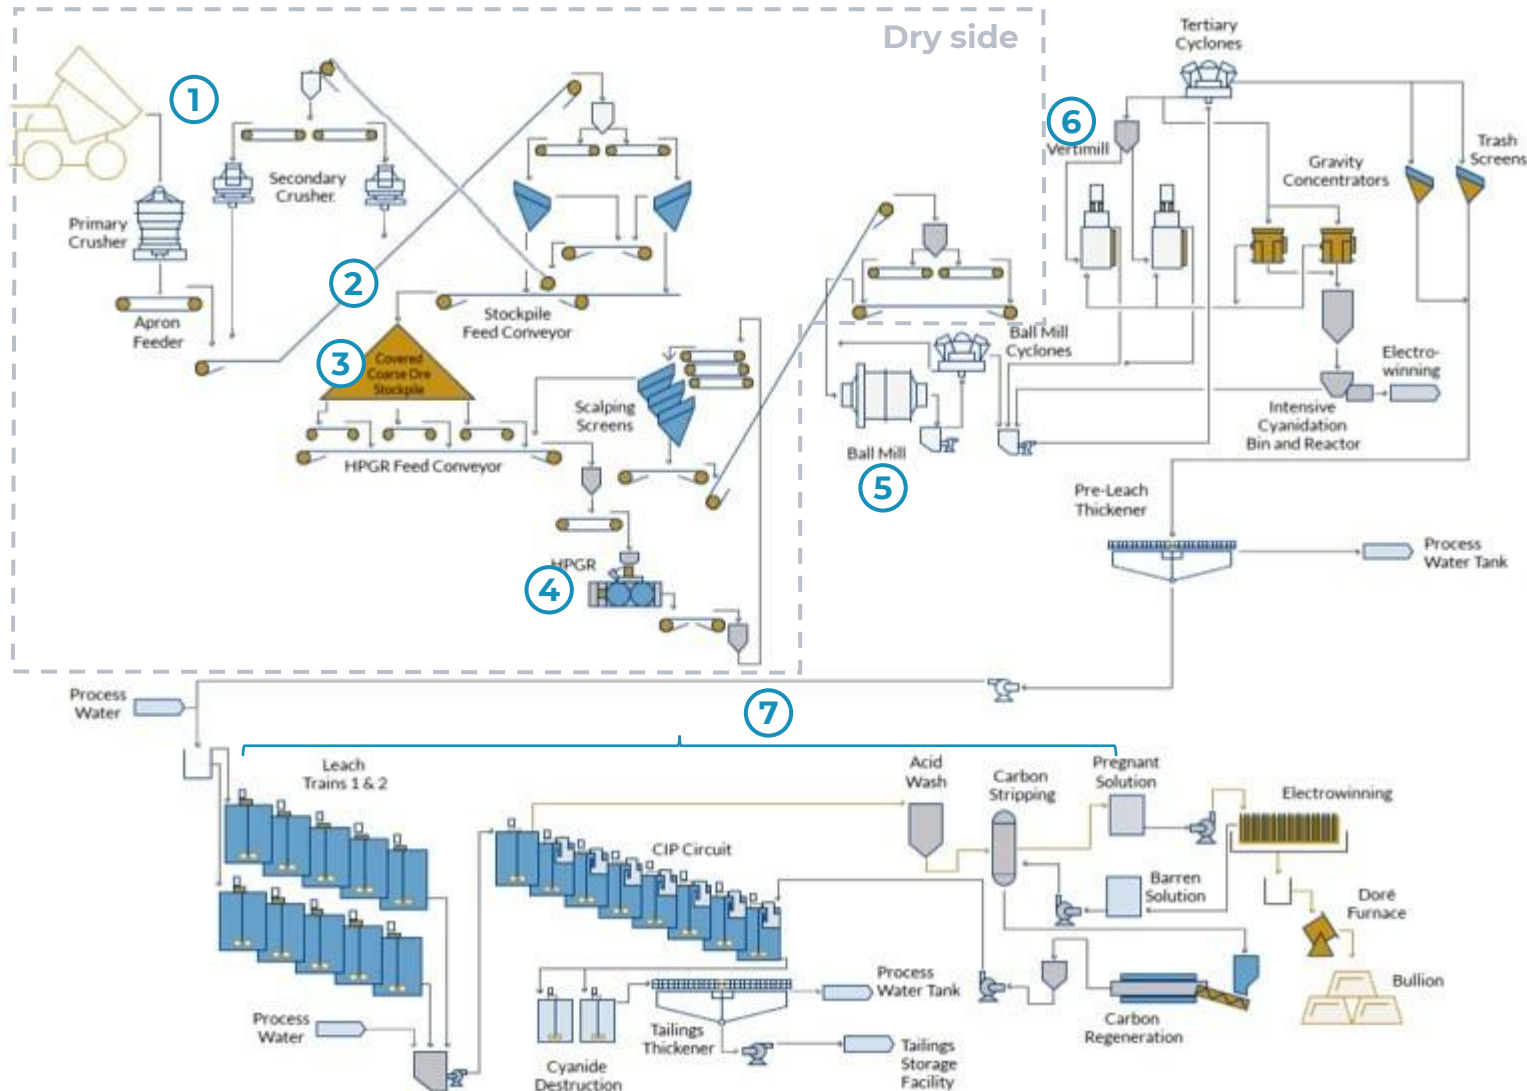 Dry side
1
Primary
Crusher
Apron
Feeder
Secondary
Crusher.
2
Stockpile
Feed Conveyor
3
Covered
Coarse Ore
Stockpile
HPGR Feed Conveyor
Scalping
Screens
HPGR
4
Ball Mill
5
Ball Mill
Cyclones
6
Vertimill
Tertiary
Cyclones
Gravity
Concentrators
Trash
Screens
Electro-
winning
Intensive
Cyanidation
Bin and Reactor
Pre-Leach
Thickener
Process
Water Tank
Process
Water
7
Leach
Trains 1 & 2
CIP Circuit
Acid
Wash
Carbon
Stripping
Pregnant
Solution
Electrowinning
Barren
Solution
Doré
Furnace
Bullion
Carbon
Regeneration
Process
Water
Cyanide
Destruction
Tailings
Thickener
Process
Water Tank
Tailings
Storage
Facility